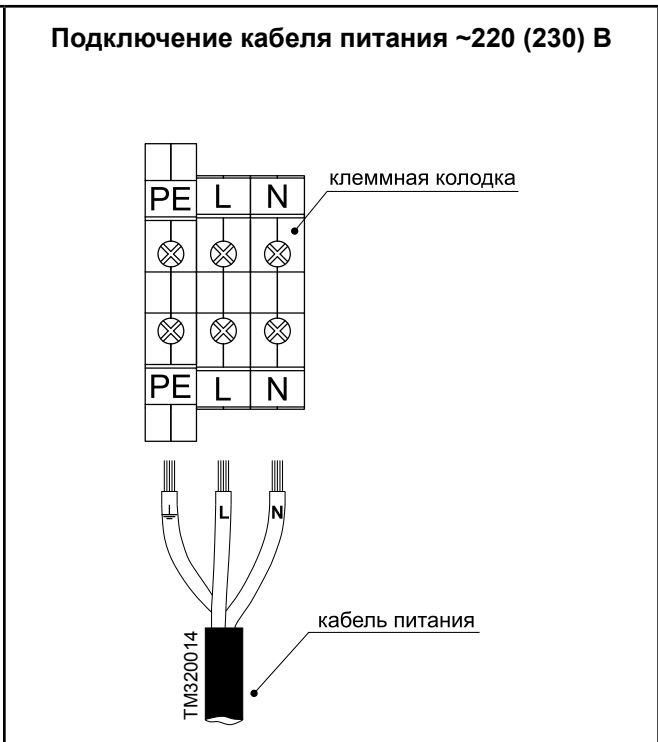 Подключение кабеля питания ~220 (230) В
клеммная колодка
PE L N
PE L N
L N
кабель питания
TM320014